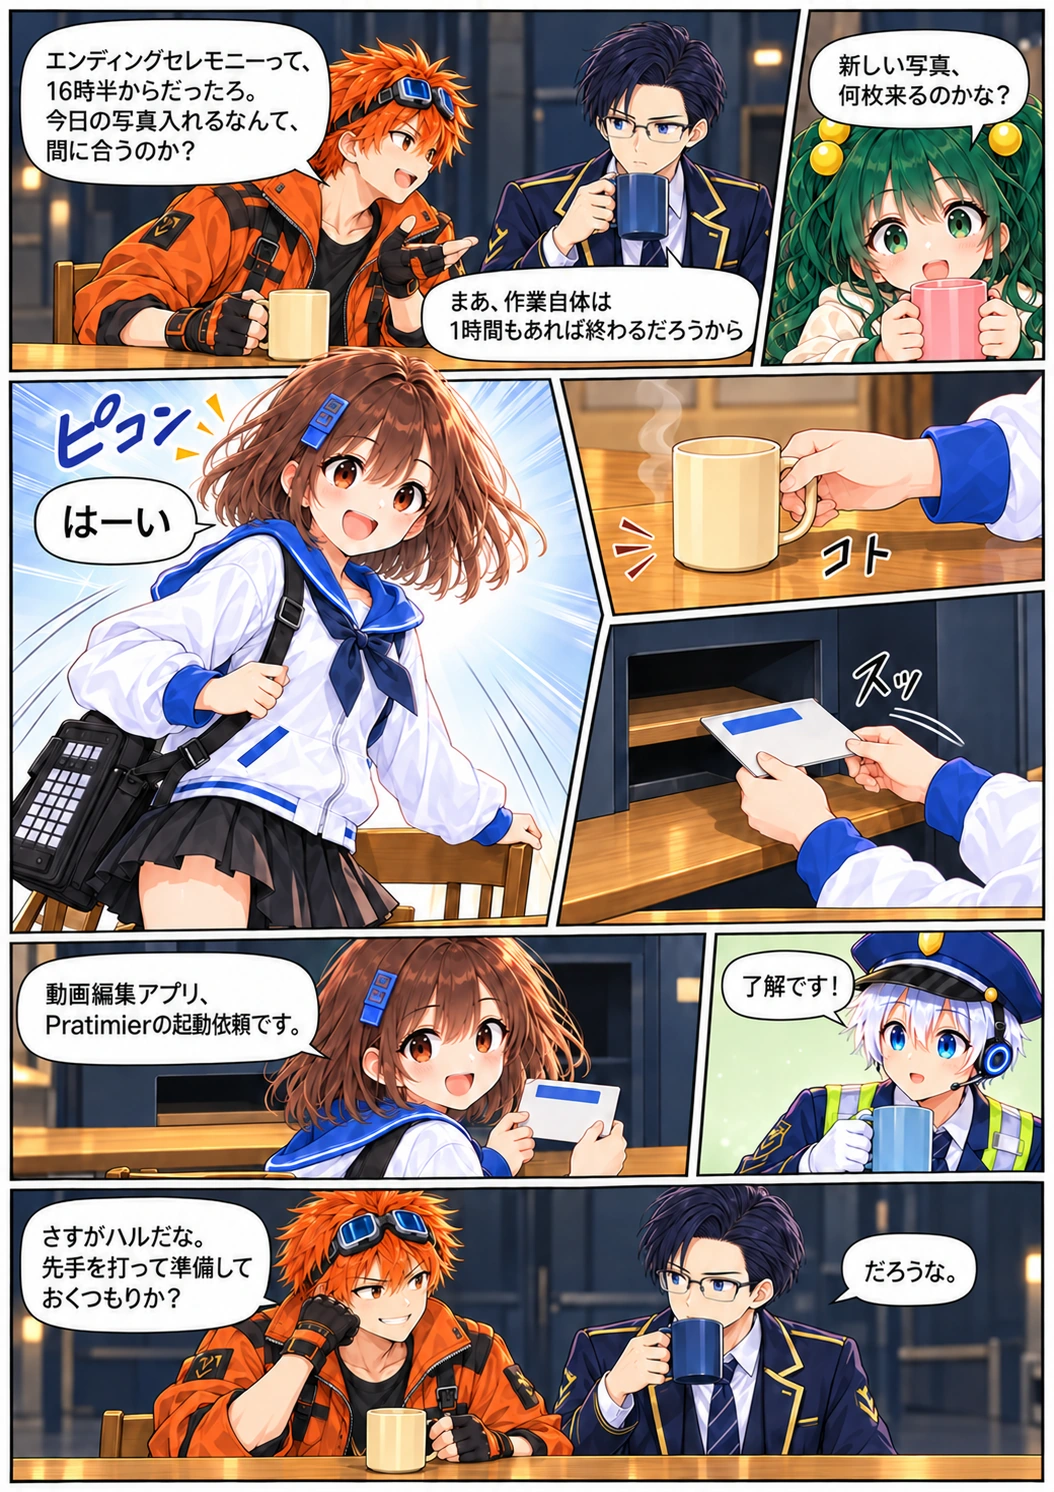 エンディングセレモニーって、
16時半からだったろ。
今日の写真入れるなんて、
間に合うのか？
まあ、作業自体は
1時間もあれば終わるだろうから
新しい写真、
何枚来るのかな？
ピコン
はーい
コト
スッ
動画編集アプリ、
Pratimierの起動依頼です。
了解です！
さすがハルだな。
先手を打って準備して
おくつもりか？
だろうな。